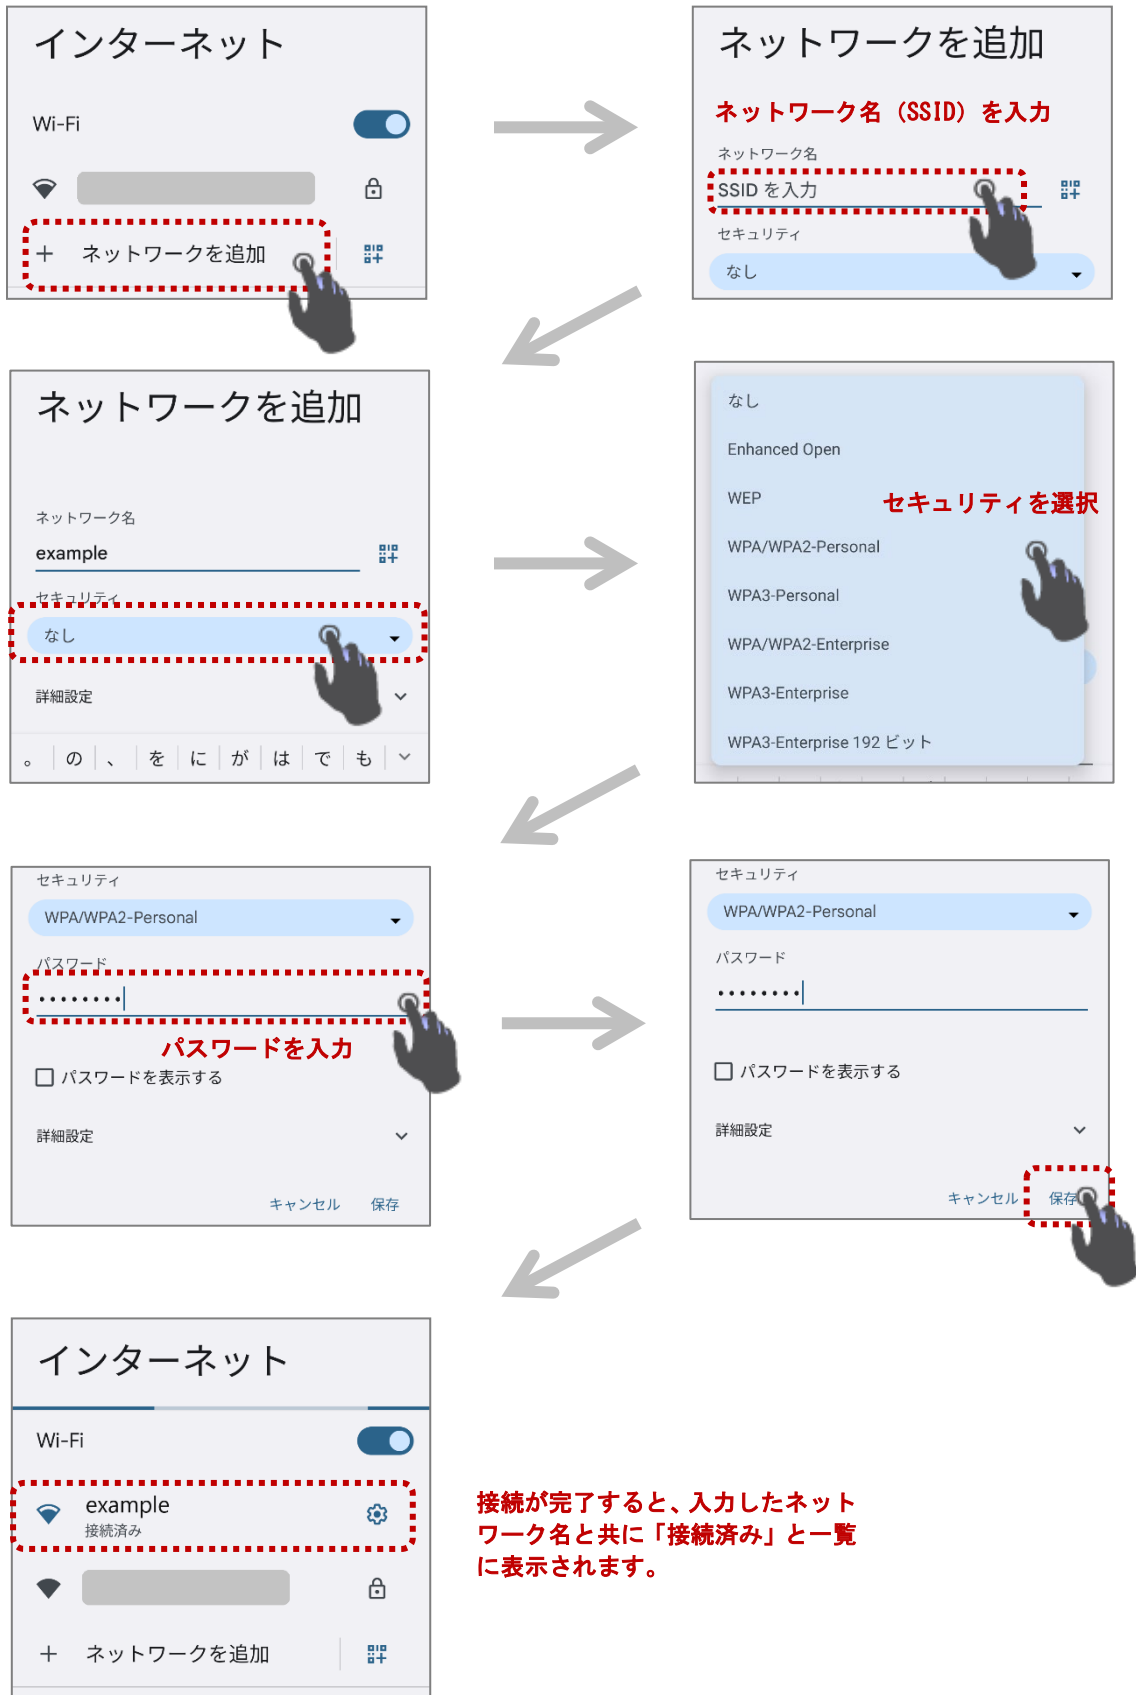 インターネット
Wi-Fi
ネットワークを追加
ネットワークを追加
ネットワーク名（SSID）を入力
ネットワーク名
SSID を入力
セキュリティ
なし
ネットワークを追加
ネットワーク名
example
セキュリティ
なし
詳細設定
。 の 、 を に が は で も
なし
Enhanced Open
WEP
セキュリティを選択
WPA/WPA2-Personal
WPA3-Personal
WPA/WPA2-Enterprise
WPA3-Enterprise
WPA3-Enterprise 192 ビット
セキュリティ
WPA/WPA2-Personal
パスワード
••••••••
パスワードを入力
パスワードを表示する
詳細設定
キャンセル 保存
セキュリティ
WPA/WPA2-Personal
パスワード
••••••••
パスワードを表示する
詳細設定
キャンセル 保存
インターネット
Wi-Fi
example
接続済み
ネットワークを追加
接続が完了すると、入力したネット
ワーク名と共に「接続済み」と一覧
に表示されます。